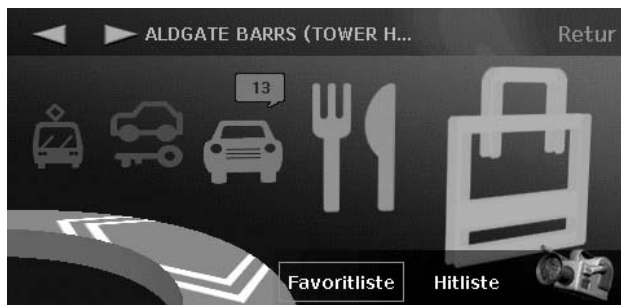 ALDGATE BARRS (TOWER H...
Retur
13
Favoritliste
Hitliste